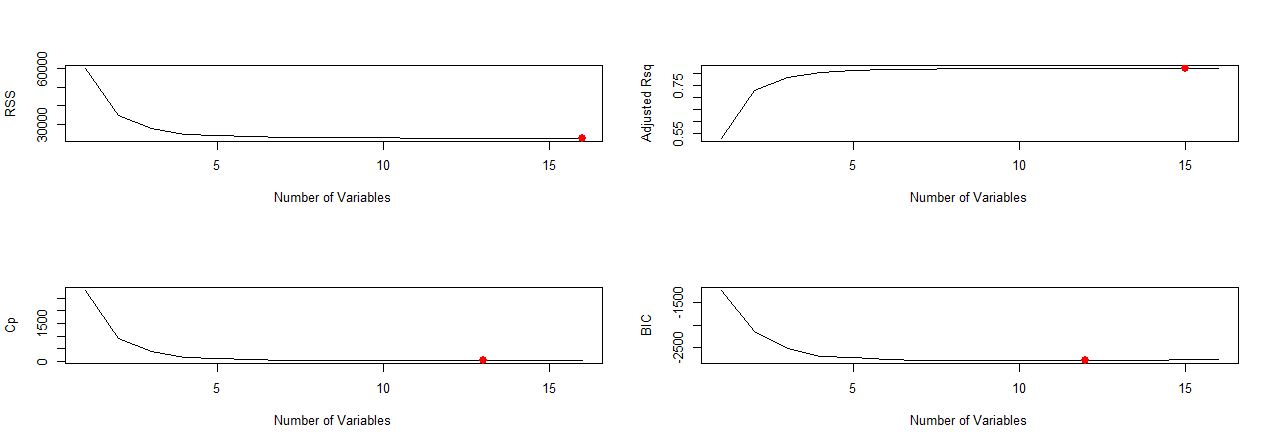 RSS
30000
60000
5
10
15
Number of Variables
Adjusted Rsq
0.55
0.75
5
10
15
Number of Variables
Cp
0
1500
5
10
15
Number of Variables
BIC
-2500
-1500
5
10
15
Number of Variables